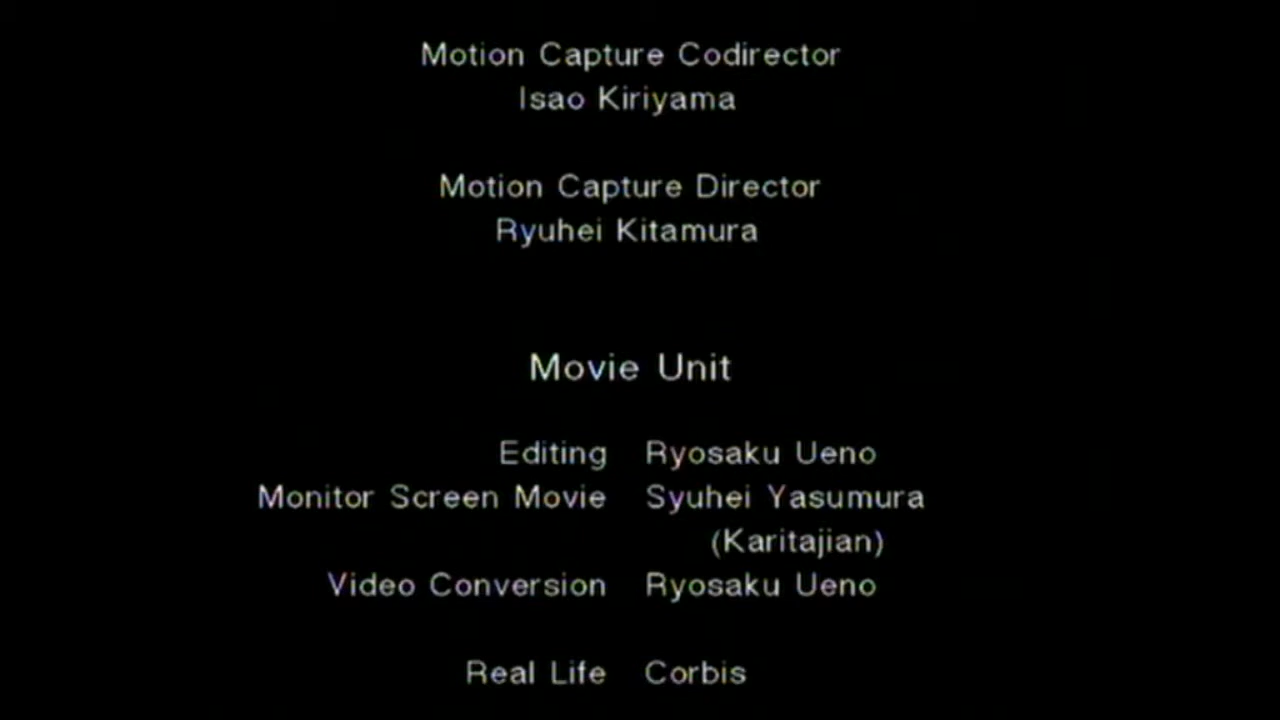 Motion Capture Codirector
Isao Kiriyama
Motion Capture Director
Ryuhei Kitamura
Movie Unit
Editing Ryosaku Ueno
Monitor Screen Movie Syuhei Yasumura
(Karitajian)
Video Conversion Ryosaku Ueno
Real Life Corbis